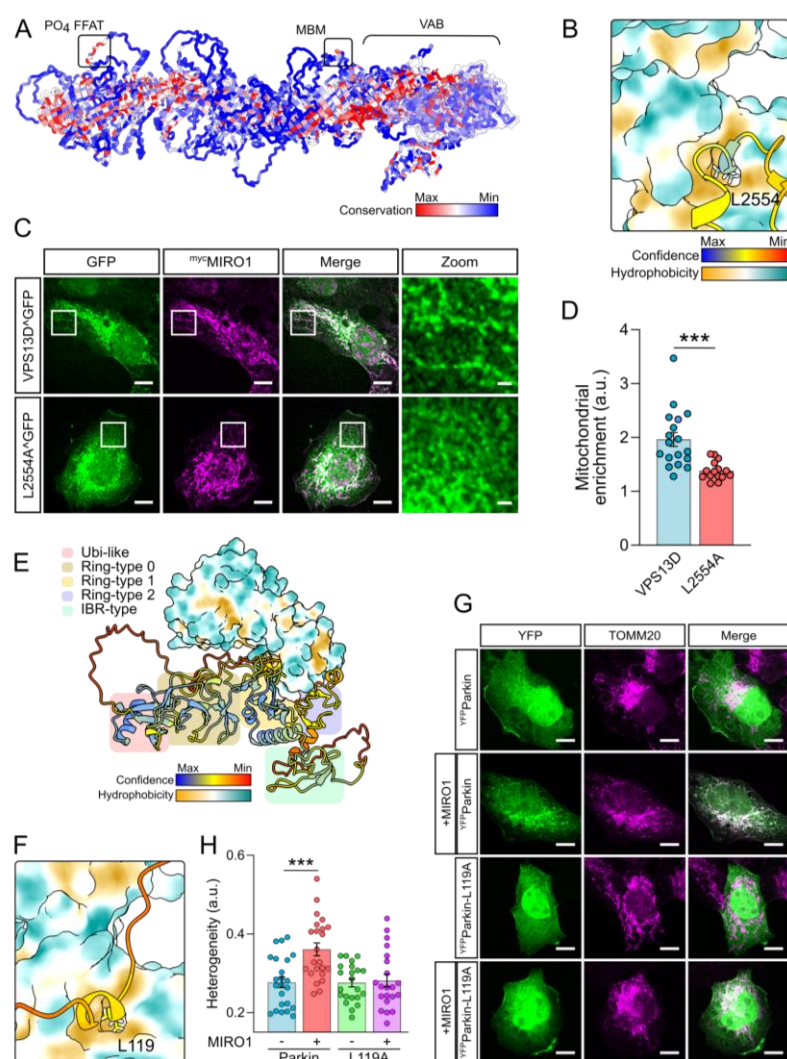 A
PO4 FFAT
MBM
VAB
Max Min
Conservation
B
L2554
Max Min
Confidence
Hydrophobicity
C
GFP
mycMIRO1
Merge
Zoom
VPS13D^GFP
L2554A^GFP
D
Mitochondrial
enrichment (a.u.)
4
3
2
1
0
***
VPS13D
L2554A
E
Ubi-like
Ring-type 0
Ring-type 1
Ring-type 2
IBR-type
Max Min
Confidence
Hydrophobicity
F
L119
G
YFP
TOMM20
Merge
YFPParkin
+MIRO1
YFPParkin
YFPParkin-L119A
+MIRO1
YFPParkin-L119A
H
Heterogeneity (a.u.)
0.6
0.4
0.2
***
MIRO1 - + - +
Parkin L119A